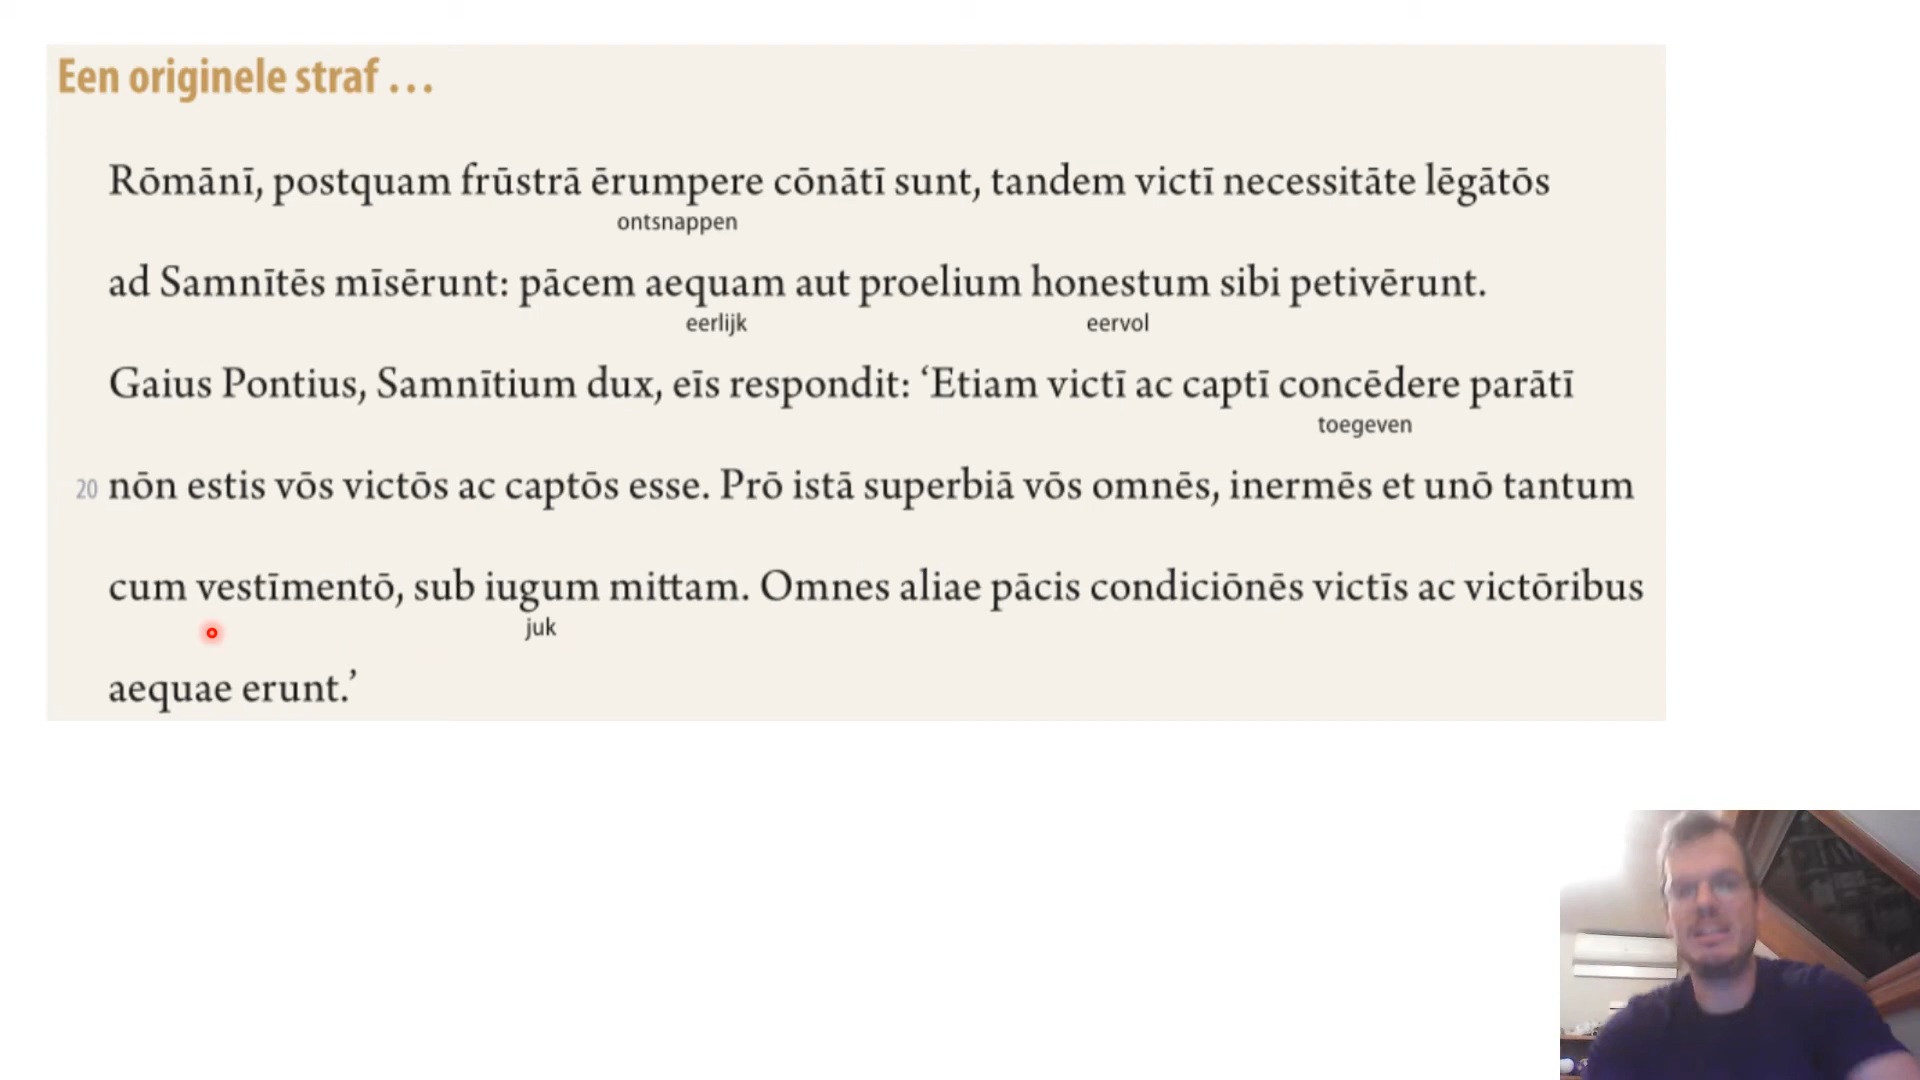 Een originele straf …
Rōmānī, postquam frūstrā ērumpere cōnātī sunt, tandem victī necessitāte lēgātōs
ontsnappen
ad Samnītēs mīsērunt: pācem aequam aut proelium honestum sibi petivērunt.
eerlijk eervol
Gaius Pontius, Samnītium dux, eīs respondit: ‘Etiam victī ac captī concēdere parātī
toegeven
20 nōn estis vōs victōs ac captōs esse. Prō istā superbiā vōs omnēs, inermēs et unō tantum
cum vestīmentō, sub iugum mittam. Omnes aliae pācis condiciōnēs victīs ac victōribus
juk
aequae erunt.’